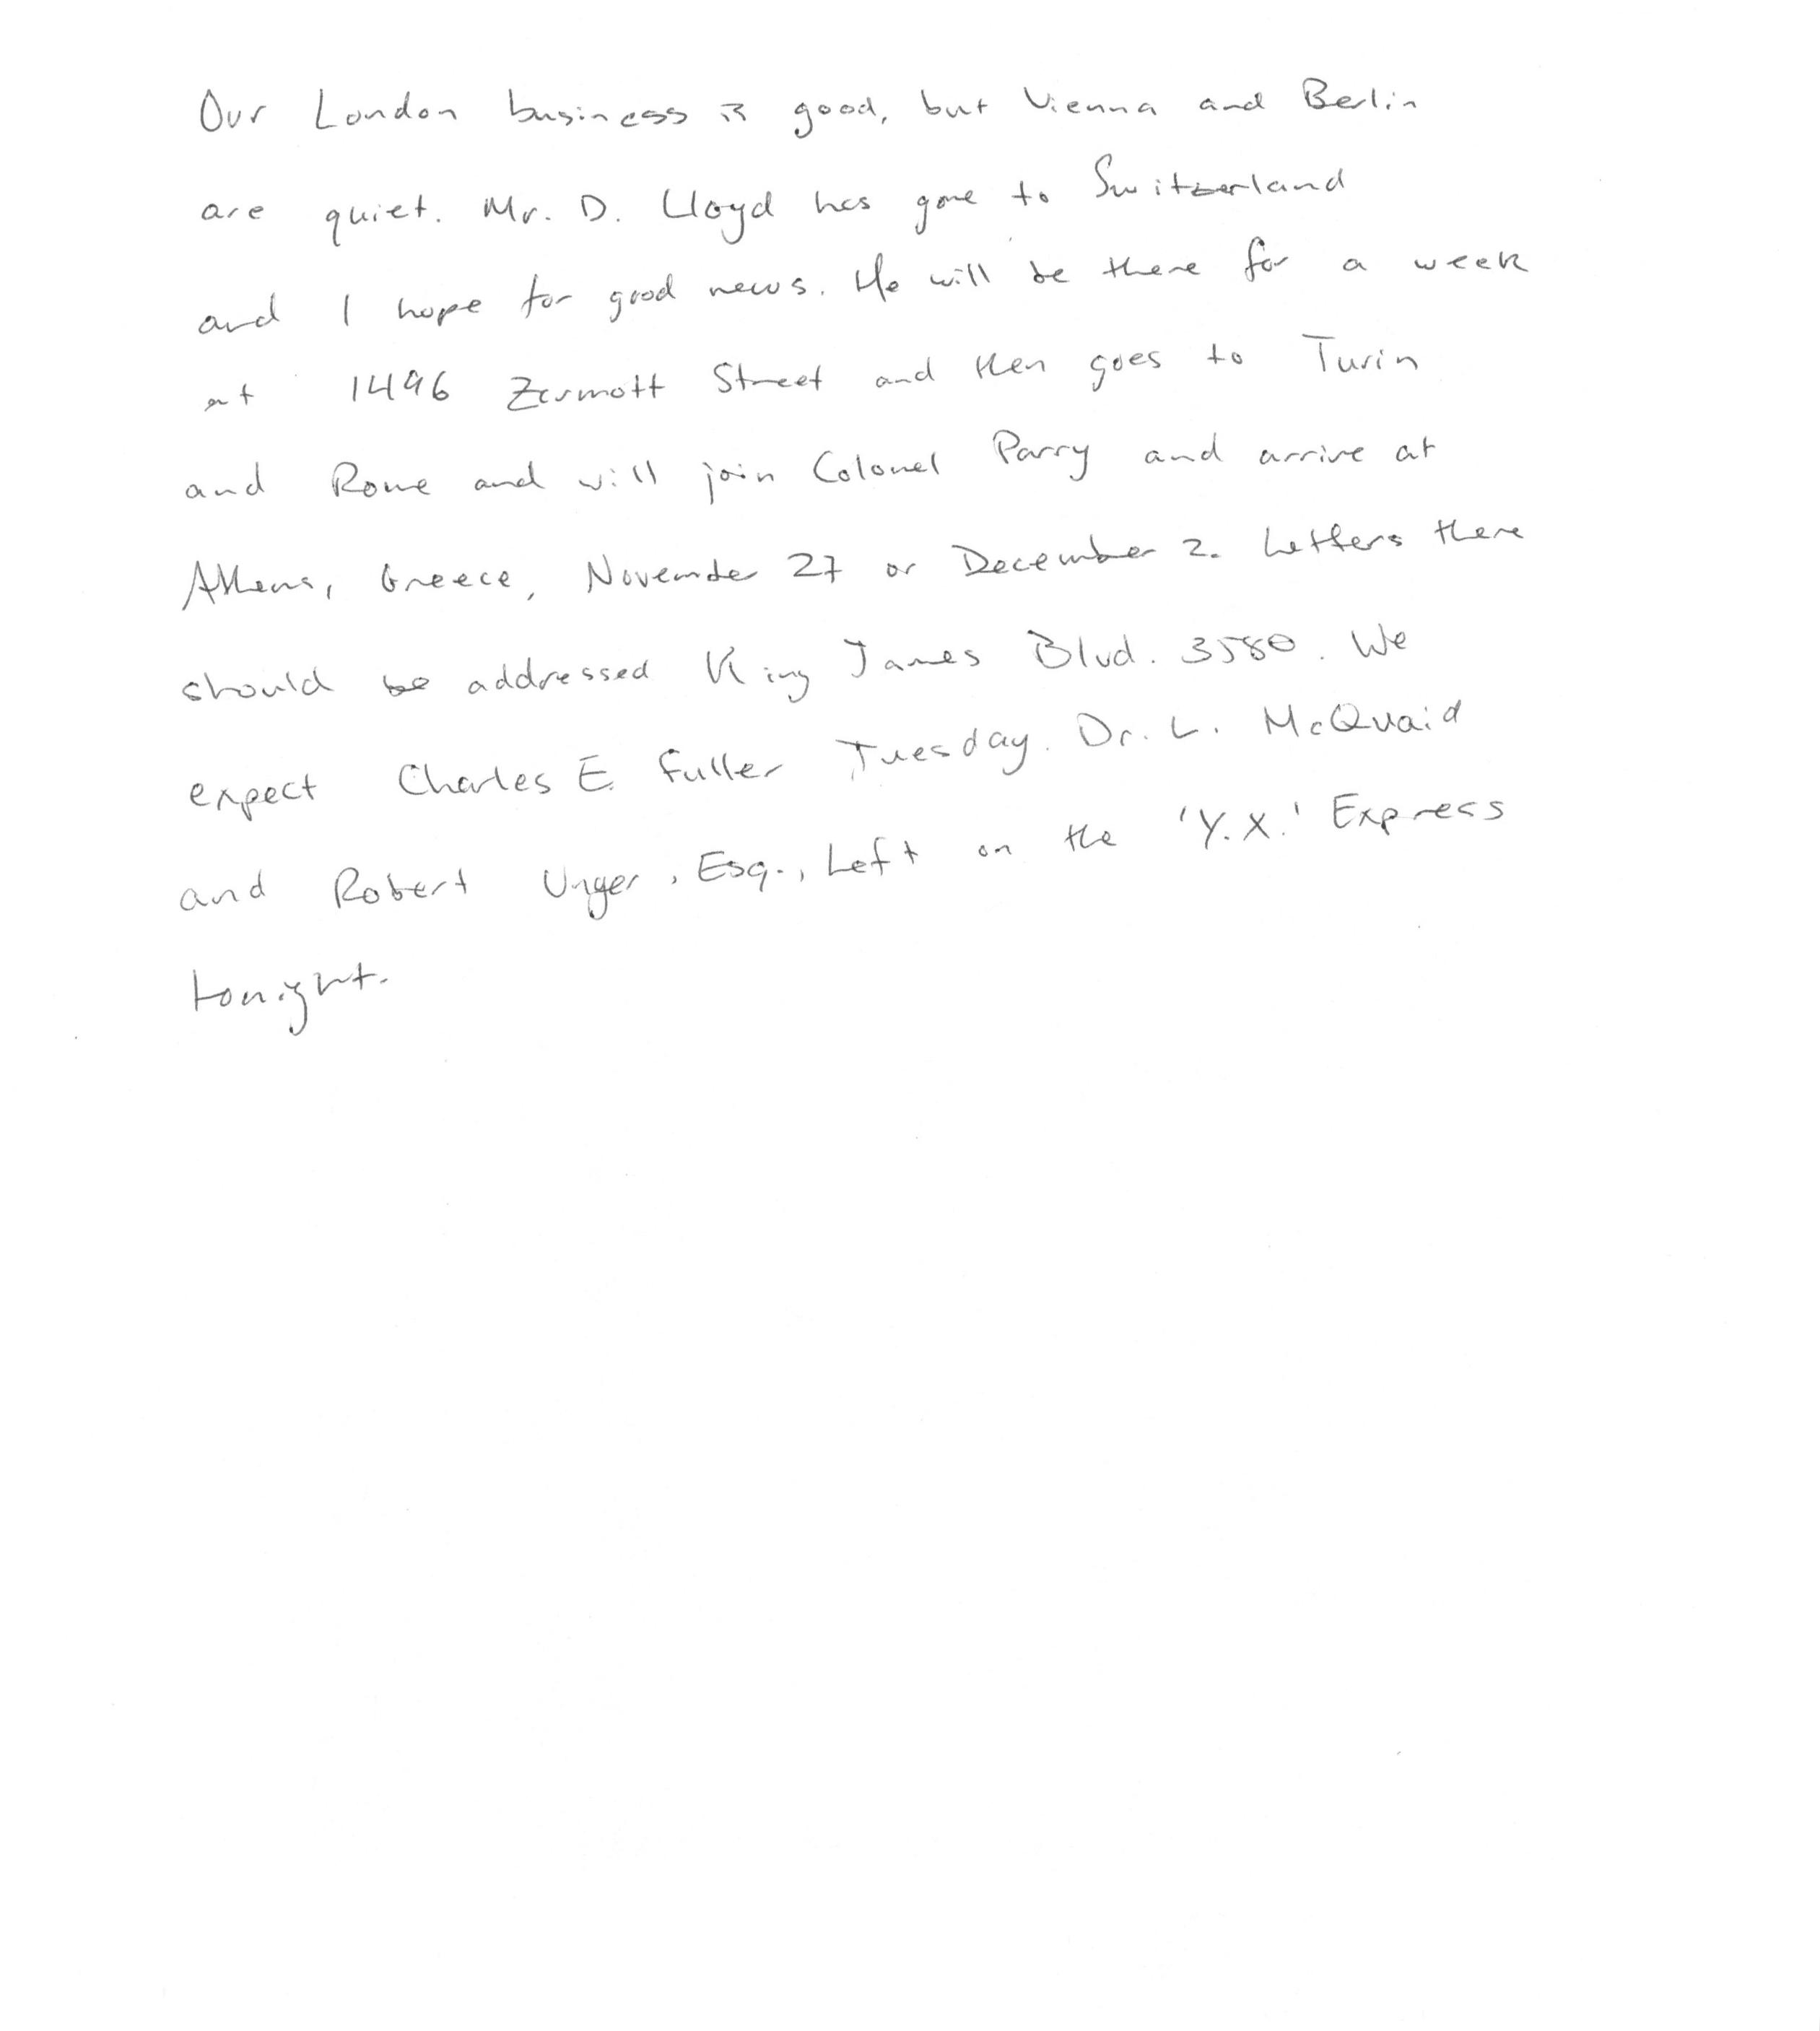 Our London business is good, but Vienna and Berlin
are quiet. Mr. D. Lloyd has gone to Switzerland
and I hope for good news. He will be there for a week
at 1496 Zermott Street and then goes to Turin
and Rome and will join Colonel Parry and arrive at
Athens, Greece, November 27 or December 2. Letters there
should be addressed King James Blvd. 3580. We
expect Charles E. Fuller Tuesday. Dr. L. McQuaid
and Robert Unger, Esq., Left on the 'Y.X.' Express
tonight.